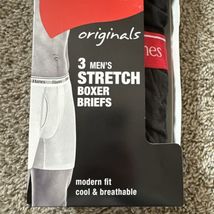 originals
3 MEN'S
STRETCH
BOXER
BRIEFS
modern fit
cool & breathable